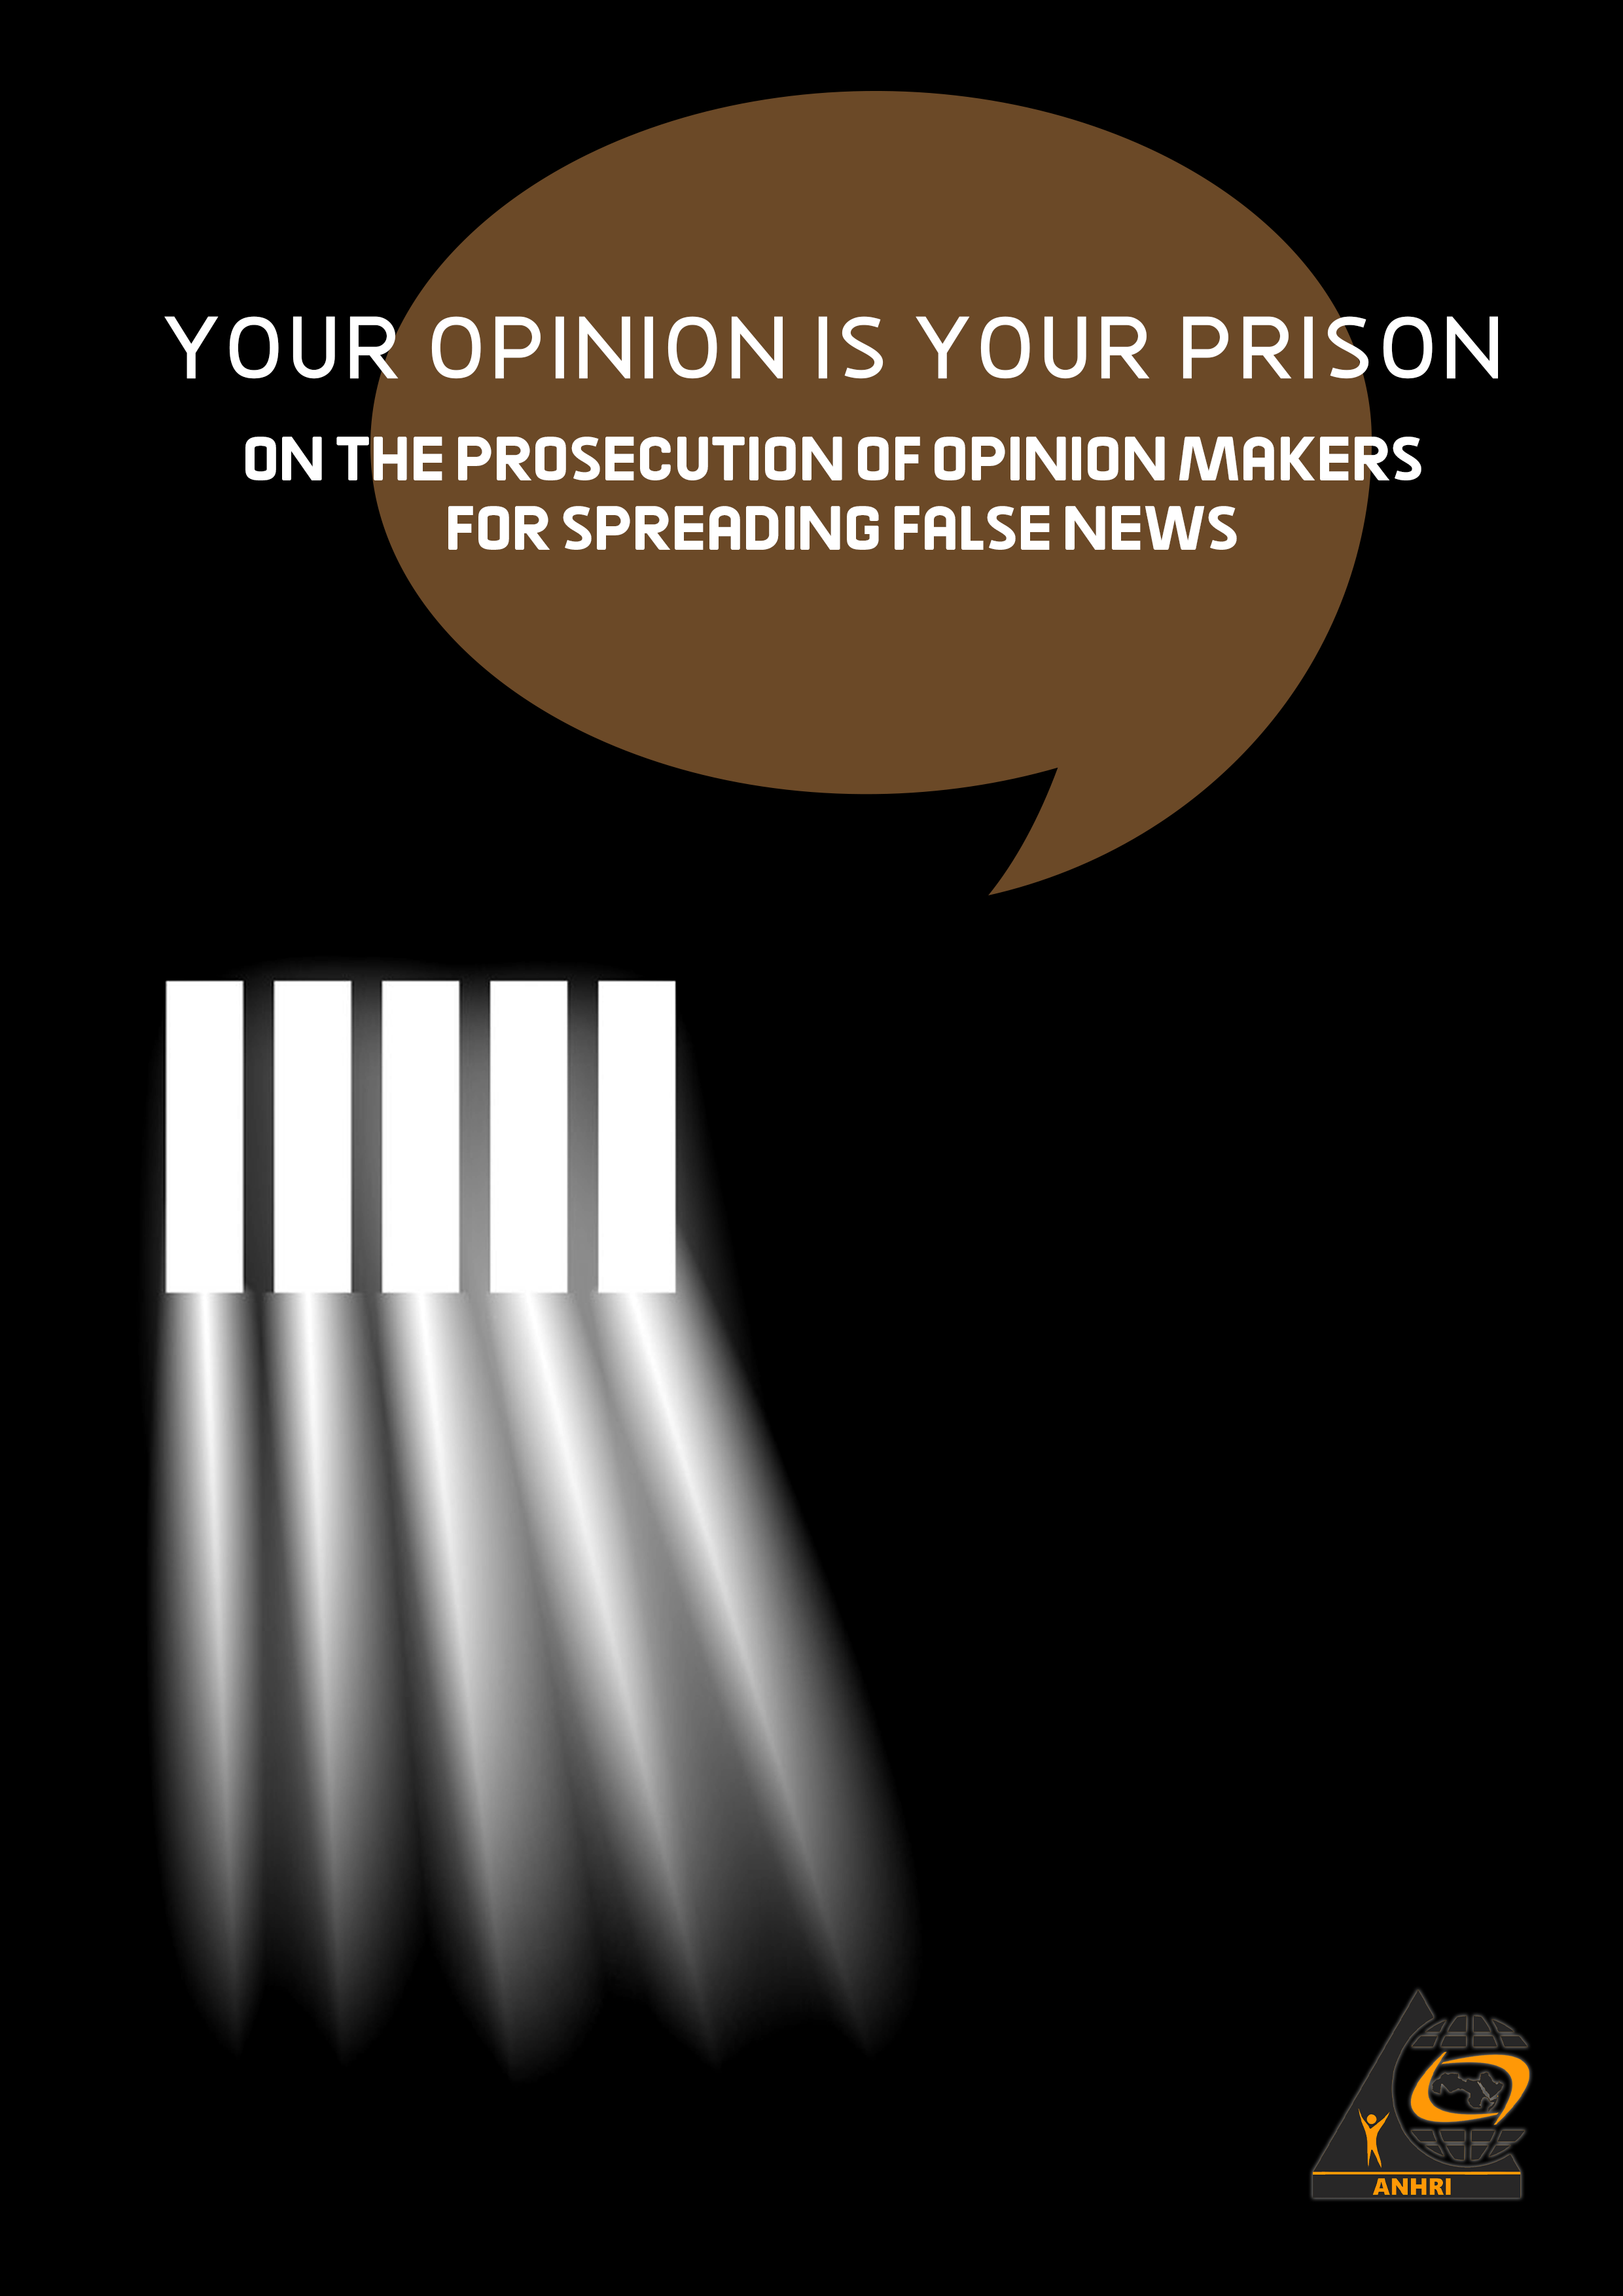 YOUR OPINION IS YOUR PRISON
ON THE PROSECUTION OF OPINION MAKERS
FOR SPREADING FALSE NEWS
ANHRI